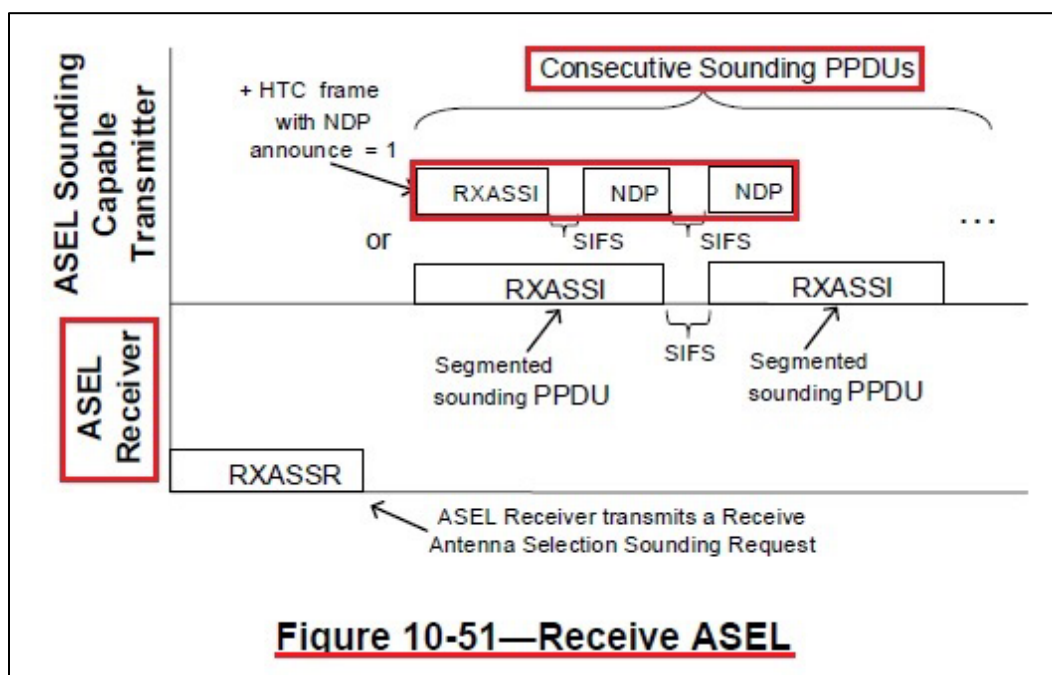 ASEL Sounding
Capable
Transmitter
Consecutive Sounding PPDUs
+ HTC frame
with NDP
announce = 1
RXASSI
NDP
NDP
SIFS
SIFS
...
or
RXASSI
RXASSI
SIFS
Segmented
sounding PPDU
Segmented
sounding PPDU
ASEL
Receiver
RXASSR
ASEL Receiver transmits a Receive
Antenna Selection Sounding Request
Figure 10-51—Receive ASEL